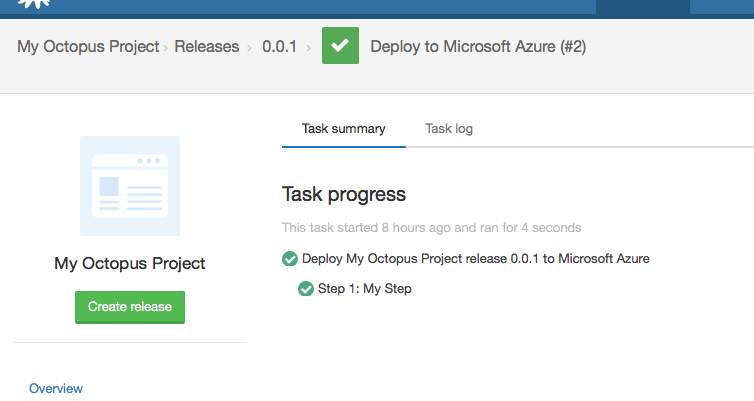 My Octopus Project › Releases › 0.0.1 › Deploy to Microsoft Azure (#2)
Task summary Task log
Task progress
This task started 8 hours ago and ran for 4 seconds
Deploy My Octopus Project release 0.0.1 to Microsoft Azure
Step 1: My Step
My Octopus Project
Create release
Overview